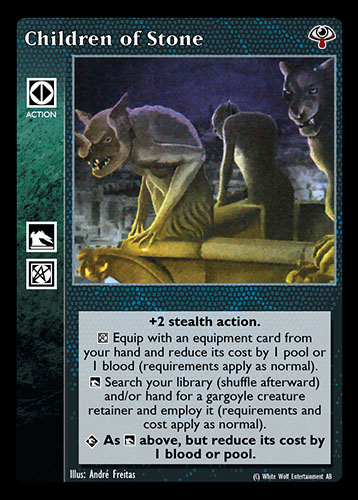 Children of Stone
ACTION
+2 stealth action.
Equip with an equipment card from
your hand and reduce its cost by 1 pool or
1 blood (requirements apply as normal).
Search your library (shuffle afterward)
and/or hand for a gargoyle creature
retainer and employ it (requirements and
cost apply as normal).
As above, but reduce its cost by
1 blood or pool.
Illus: André Freitas
(C) White Wolf Entertainment AB